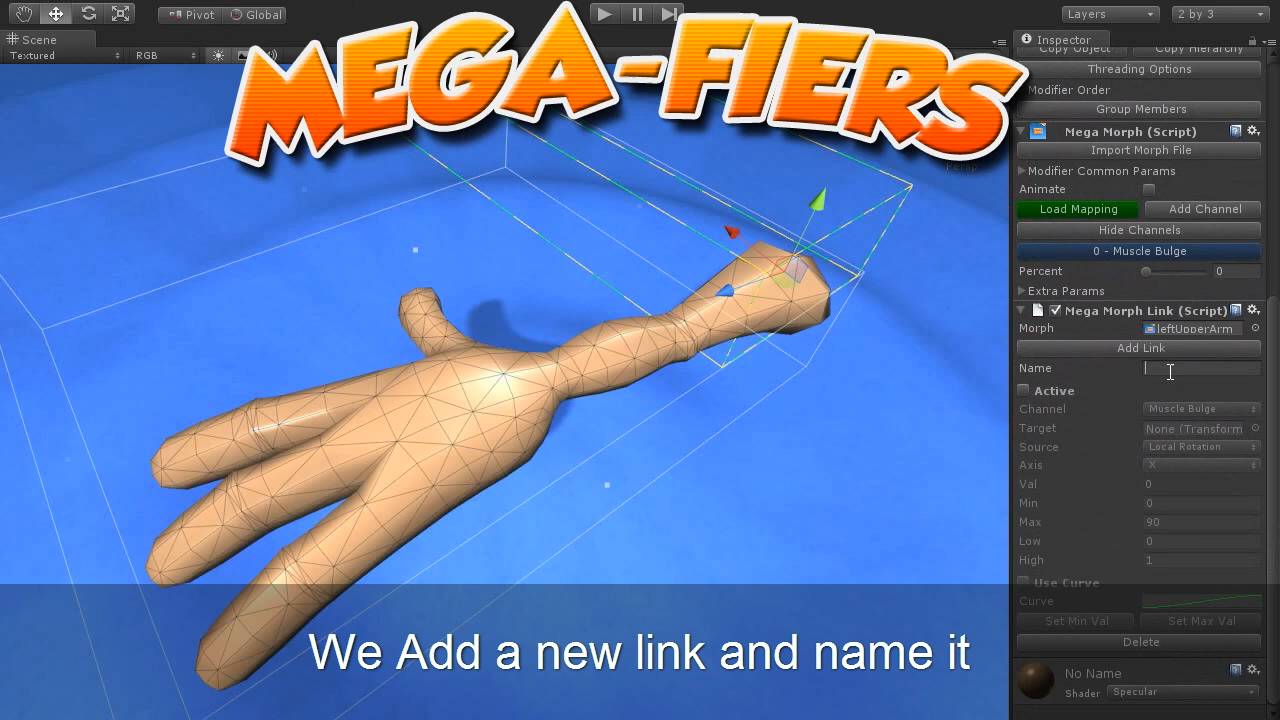 Pivot
Global
Layers
2 by 3
Scene
Inspector
Textured
RGB
Copy Object
Copy Hierarchy
Threading Options
Modifier Order
Group Members
MEGA-FIERS
Persp
Mega Morph (Script)
Import Morph File
Modifier Common Params
Animate
Load Mapping
Add Channel
Hide Channels
0 - Muscle Bulge
Percent
0
Extra Params
Mega Morph Link (Script)
Morph
leftUpperArm
Add Link
Name
Active
Channel
Muscle Bulge
Target
None (Transform
Source
Local Rotation
Axis
X
Val
0
Min
0
Max
90
Low
0
High
1
Use Curve
Curve
Set Min Val
Set Max Val
Delete
We Add a new link and name it
No Name
Shader
Specular